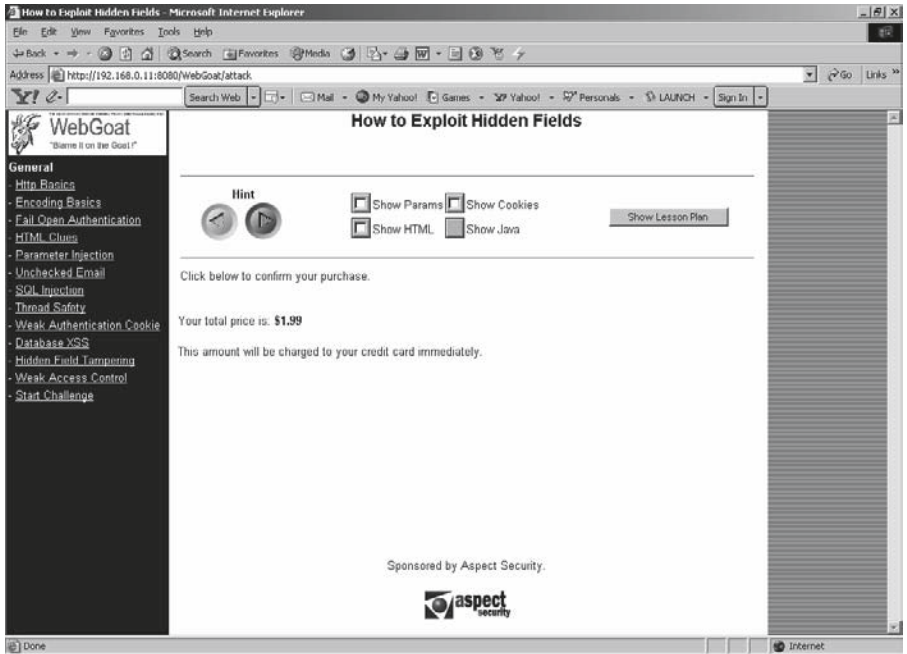 How to Exploit Hidden Fields - Microsoft Internet Explorer
File Edit View Favorites Tools Help
Back Search Favorites Media
Address http://192.168.0.11:8080/WebGoat/attack Go Links »
Y! Search Web Mail My Yahoo! Games Yahoo! Personals LAUNCH Sign In
WebGoat
"Blame it on the Goat!"
How to Exploit Hidden Fields
General
- Http Basics
- Encoding Basics
- Fail Open Authentication
- HTML Clues
- Parameter Injection
- Unchecked Email
- SQL Injection
- Thread Safety
- Weak Authentication Cookie
- Database XSS
- Hidden Field Tampering
- Weak Access Control
- Start Challenge
Hint
Show Params Show Cookies
Show HTML Show Java
Show Lesson Plan
Click below to confirm your purchase.
Your total price is: $1.99
This amount will be charged to your credit card immediately.
Sponsored by Aspect Security.
aspect
security
Done Internet